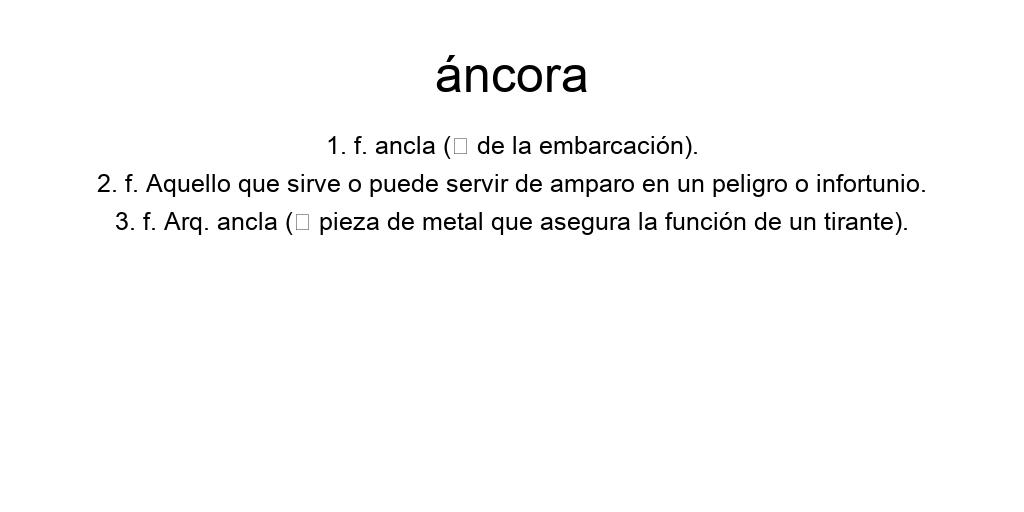 áncora
1. f. ancla (□ de la embarcación).
2. f. Aquello que sirve o puede servir de amparo en un peligro o infortunio.
3. f. Arq. ancla (□ pieza de metal que asegura la función de un tirante).